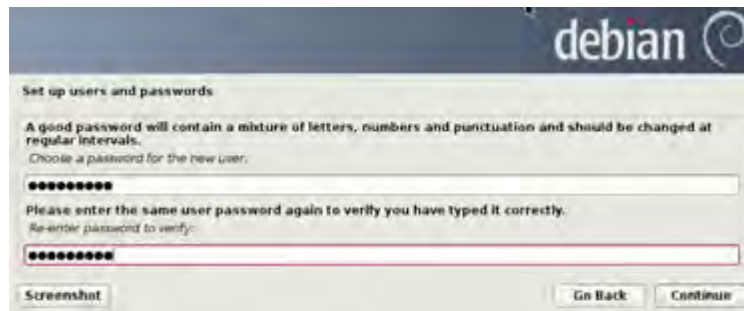 debian
Set up users and passwords
A good password will contain a mixture of letters, numbers and punctuation and should be changed at
regular intervals.
Choose a password for the new user:
●●●●●●●●●
Please enter the same user password again to verify you have typed it correctly.
Re-enter password to verify:
●●●●●●●●●
Screenshot
Go Back
Continue